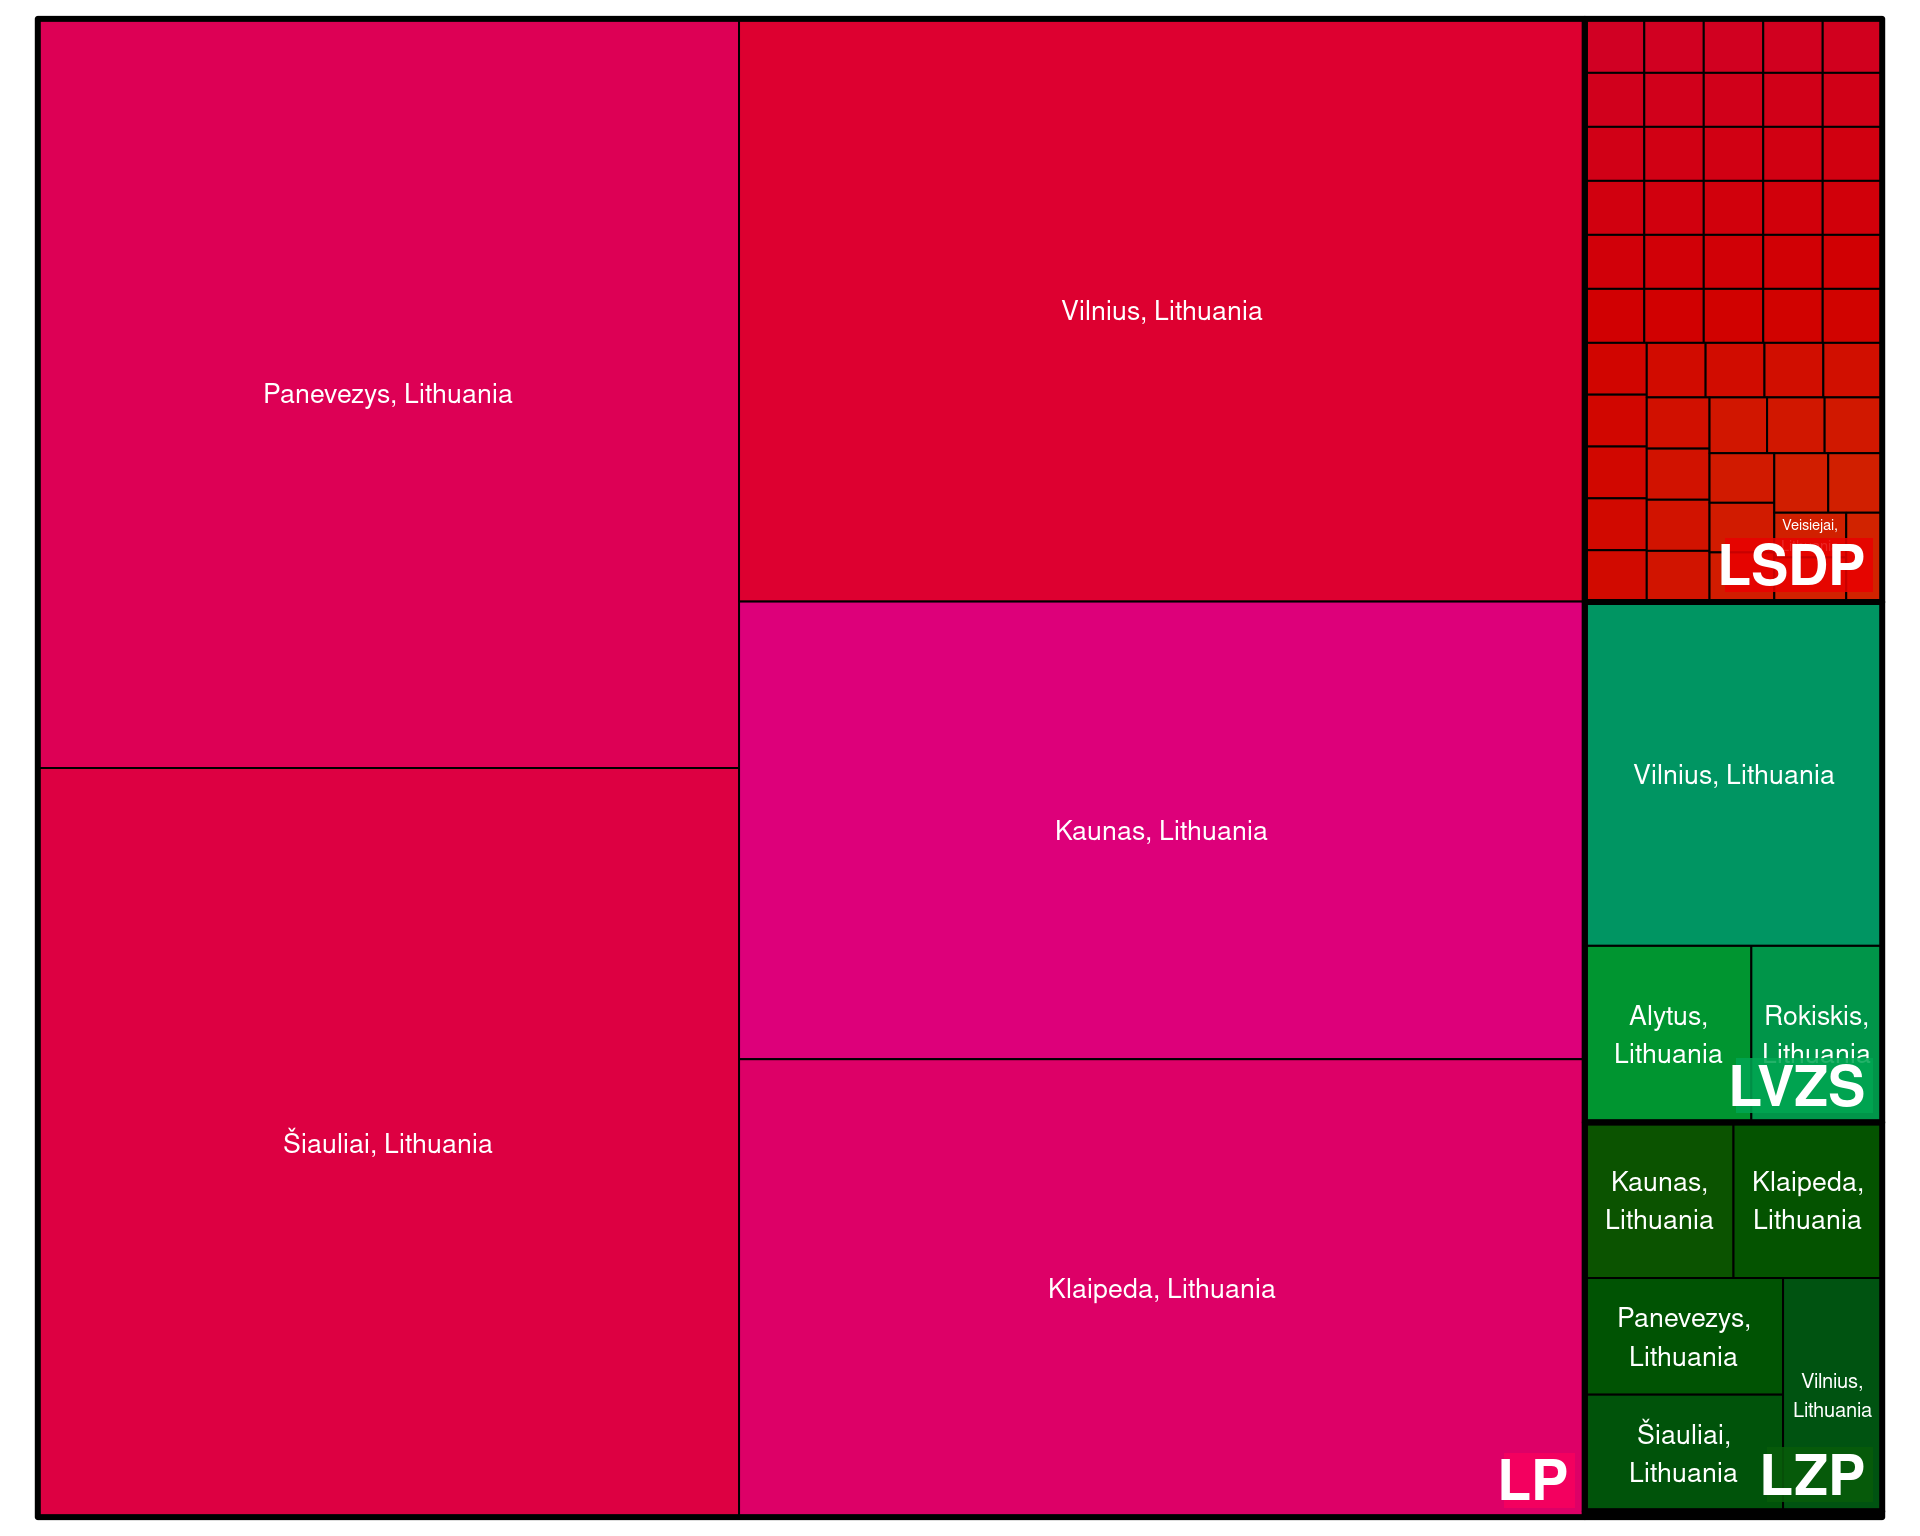 Panevezys, Lithuania
Šiauliai, Lithuania
Vilnius, Lithuania
Kaunas, Lithuania
Klaipeda, Lithuania
LP
Veisiejai,
LSDP
Vilnius, Lithuania
Alytus,
Lithuania
Rokiskis,
Lithuania
LVZS
Kaunas,
Lithuania
Klaipeda,
Lithuania
Panevezys,
Lithuania
Šiauliai,
Lithuania
Vilnius,
Lithuania
LZP